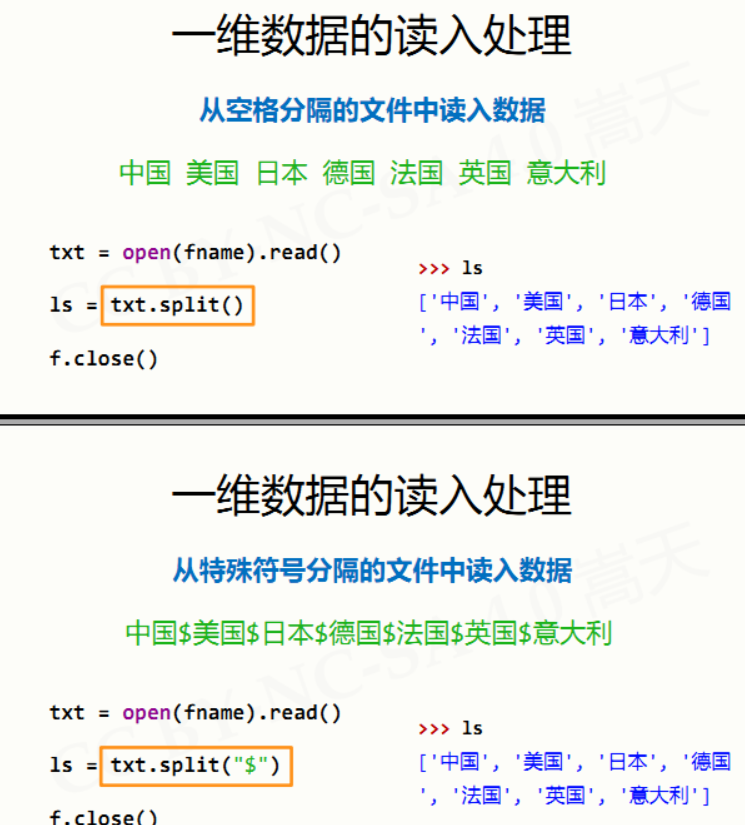 一维数据的读入处理
从空格分隔的文件中读入数据
中国 美国 日本 德国 法国 英国 意大利
txt = open(fname).read()
ls = txt.split()
f.close()
>>> ls
['中国', '美国', '日本', '德国
', '法国', '英国', '意大利']
CC BY-NC-SA 4.0 嵩天
一维数据的读入处理
从特殊符号分隔的文件中读入数据
中国$美国$日本$德国$法国$英国$意大利
txt = open(fname).read()
ls = txt.split("$")
f.close()
>>> ls
['中国', '美国', '日本', '德国
', '法国', '英国', '意大利']
CC BY-NC-SA 4.0 嵩天